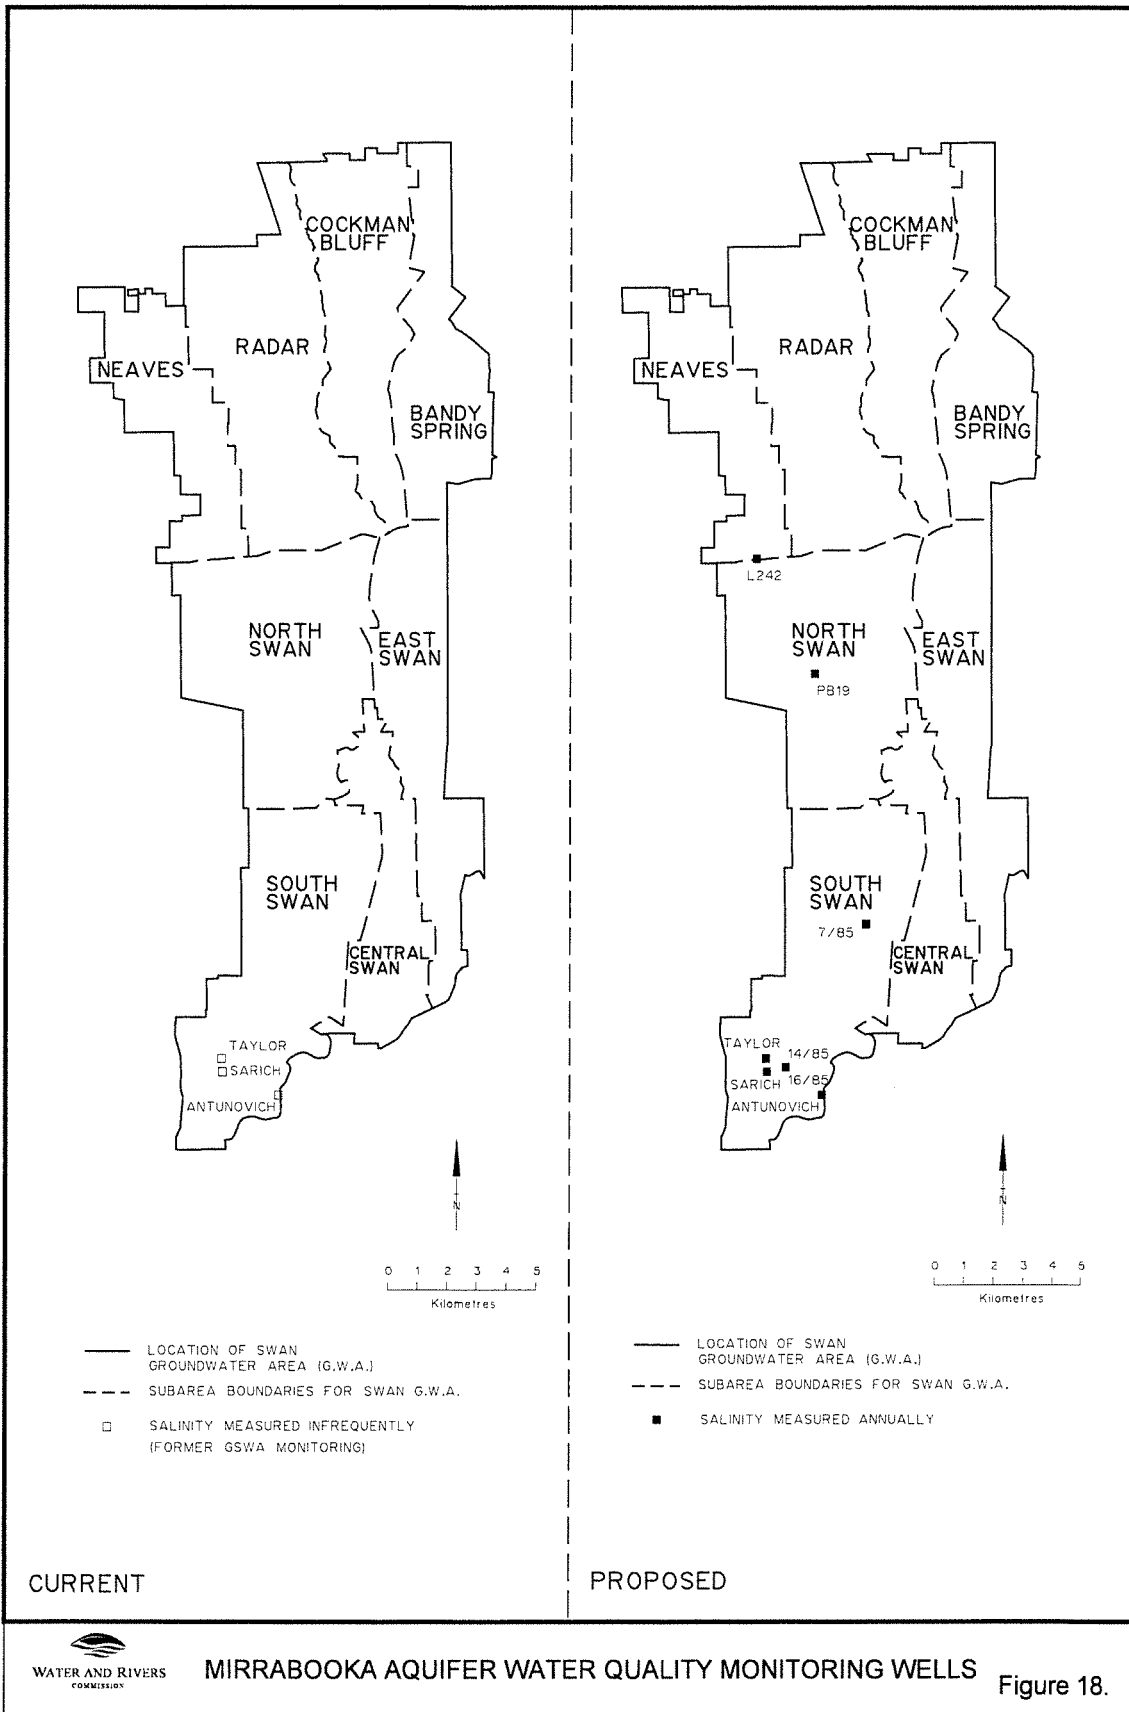 COCKMAN
BLUFF
RADAR
NEAVES
BANDY
SPRING
NORTH
SWAN
EAST
SWAN
SOUTH
SWAN
CENTRAL
SWAN
TAYLOR
SARICH
ANTUNOVICH
N
0 1 2 3 4 5
Kilometres
LOCATION OF SWAN
GROUNDWATER AREA (G.W.A.)
SUBAREA BOUNDARIES FOR SWAN G.W.A.
SALINITY MEASURED INFREQUENTLY
(FORMER GSWA MONITORING)
CURRENT
COCKMAN
BLUFF
RADAR
NEAVES
BANDY
SPRING
L242
NORTH
SWAN
EAST
SWAN
PB19
SOUTH
SWAN
7/85
CENTRAL
SWAN
TAYLOR
14/85
SARICH 16/85
ANTUNOVICH
N
0 1 2 3 4 5
Kilometres
LOCATION OF SWAN
GROUNDWATER AREA (G.W.A.)
SUBAREA BOUNDARIES FOR SWAN G.W.A.
SALINITY MEASURED ANNUALLY
PROPOSED
WATER AND RIVERS
COMMISSION
MIRRABOOKA AQUIFER WATER QUALITY MONITORING WELLS
Figure 18.